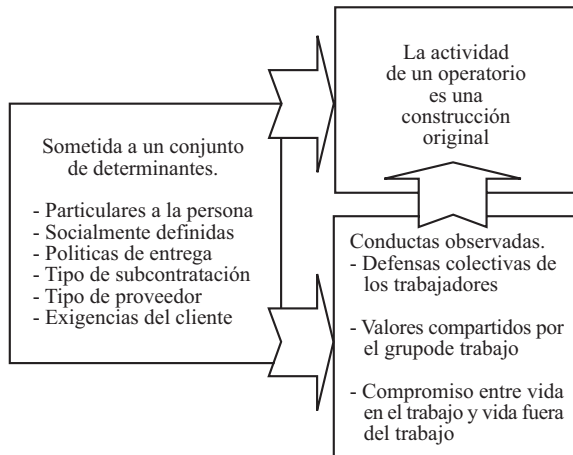 La actividad
de un operatorio
es una
construcción
original
Sometida a un conjunto
de determinantes.
- Particulares a la persona
- Socialmente definidas
- Politicas de entrega
- Tipo de subcontratación
- Tipo de proveedor
- Exigencias del cliente
Conductas observadas.
- Defensas colectivas de
los trabajadores
- Valores compartidos por
el grupode trabajo
- Compromiso entre vida
en el trabajo y vida fuera
del trabajo